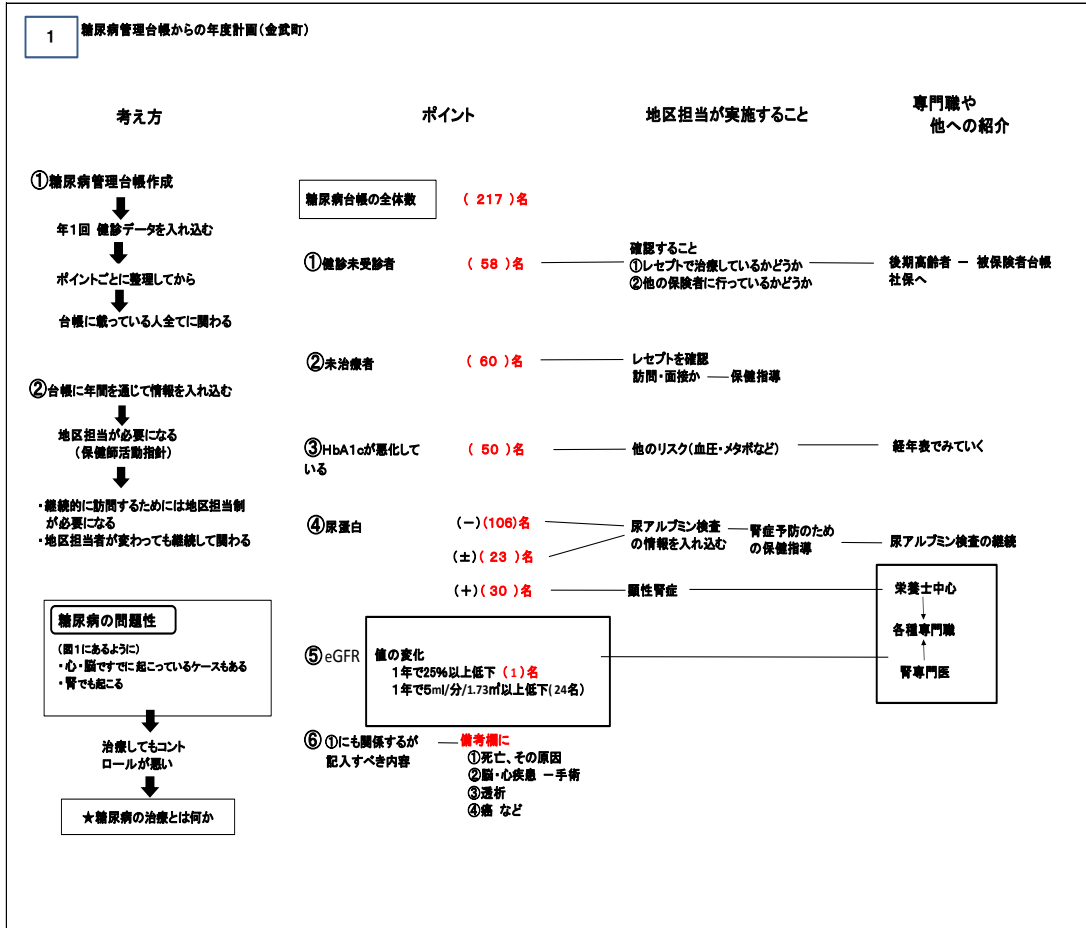 1
糖尿病管理台帳からの年度計画(金武町)
考え方
ポイント
地区担当が実施すること
専門職や
他への紹介
①糖尿病管理台帳作成
年1回 健診データを入れ込む
ポイントごとに整理してから
台帳に載っている人全てに関わる
②台帳に年間を通じて情報を入れ込む
地区担当が必要になる
(保健師活動指針)
・継続的に訪問するためには地区担当制
が必要になる
・地区担当者が変わっても継続して関わる
糖尿病の問題性
(図1にあるように)
・心・脳ですでに起こっているケースもある
・腎でも起こる
治療してもコント
ロールが悪い
★糖尿病の治療とは何か
糖尿病台帳の全体数 ( 217 )名
①健診未受診者 ( 58 )名
確認すること
①レセプトで治療しているかどうか
②他の保険者に行っているかどうか
後期高齢者 ー 被保険者台帳
社保へ
②未治療者 ( 60 )名
レセプトを確認
訪問・面接か 保健指導
③HbA1cが悪化して
いる
( 50 )名
他のリスク(血圧・メタボなど)
経年表でみていく
④尿蛋白
(-)(106)名
(±)( 23 )名
(+)( 30 )名
尿アルブミン検査
の情報を入れ込む
腎症予防のため
の保健指導
尿アルブミン検査の継続
顕性腎症
栄養士中心
各種専門職
腎専門医
⑤eGFR
値の変化
1年で25%以上低下 (1)名
1年で5ml/分/1.73㎡以上低下(24名)
⑥①にも関係するが
記入すべき内容
備考欄に
①死亡、その原因
②脳・心疾患 ー手術
③透析
④癌 など